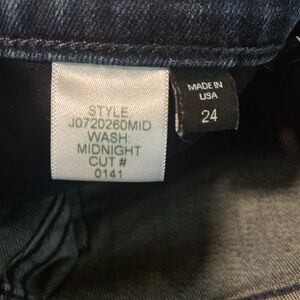 STYLE
J0720260MID
WASH
MIDNIGHT
CUT #
0141
MADE IN
USA
24